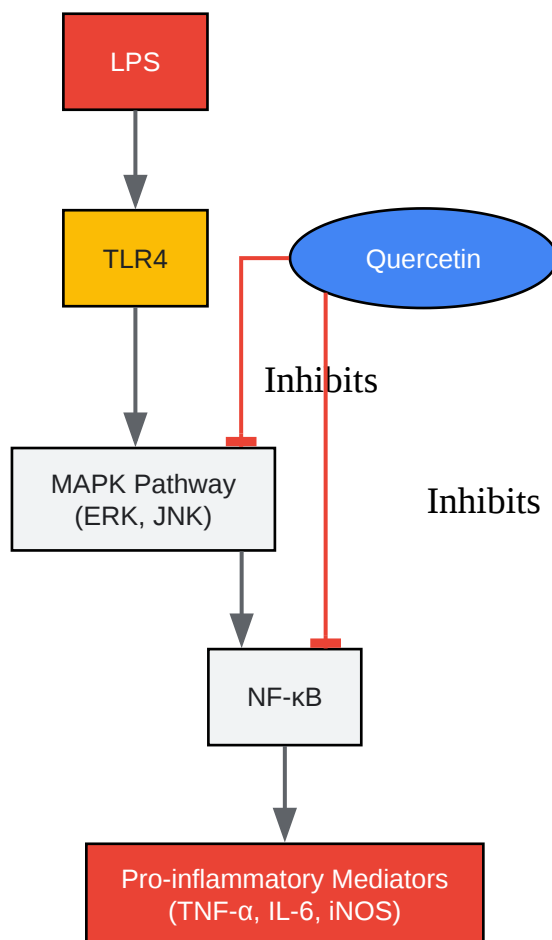 LPS
TLR4
Quercetin
Inhibits
MAPK Pathway
(ERK, JNK)
Inhibits
NF-κB
Pro-inflammatory Mediators
(TNF-α, IL-6, iNOS)